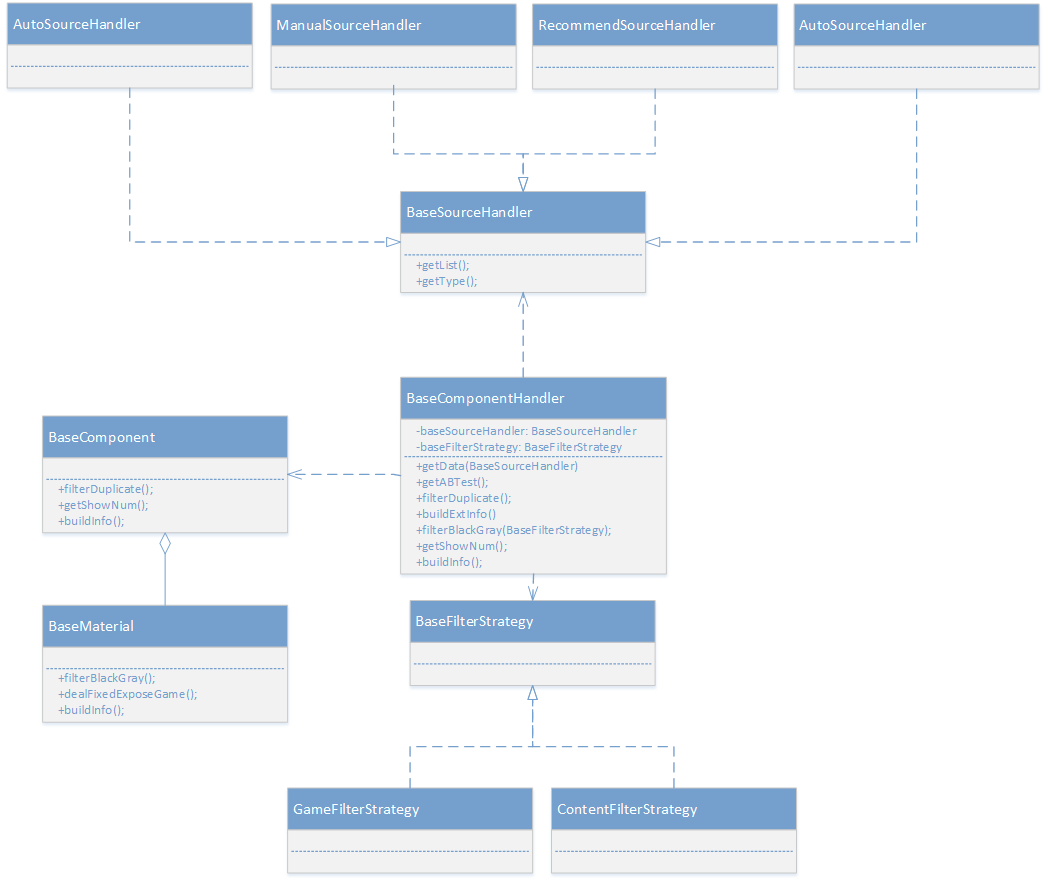 AutoSourceHandler
ManualSourceHandler
RecommendSourceHandler
AutoSourceHandler
BaseSourceHandler
+getList();
+getType();
BaseComponentHandler
-baseSourceHandler: BaseSourceHandler
-baseFilterStrategy: BaseFilterStrategy
+getData(BaseSourceHandler)
+getABTest();
+filterDuplicate();
+buildExtInfo()
+filterBlackGray(BaseFilterStrategy);
+getShowNum();
+buildInfo();
BaseComponent
+filterDuplicate();
+getShowNum();
+buildInfo();
BaseMaterial
+filterBlackGray();
+dealFixedExposeGame();
+buildInfo();
BaseFilterStrategy
GameFilterStrategy
ContentFilterStrategy